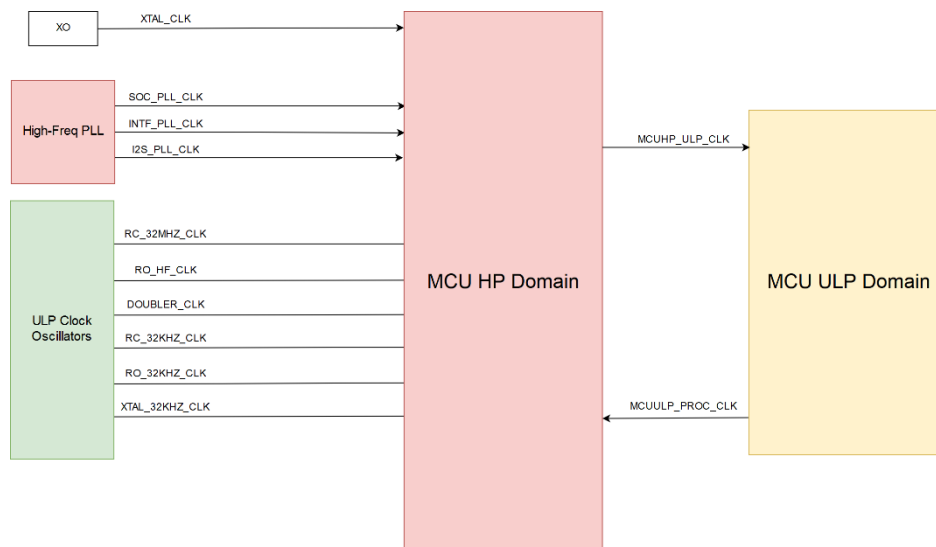 XO
XTAL_CLK
High-Freq PLL
SOC_PLL_CLK
INTF_PLL_CLK
I2S_PLL_CLK
ULP Clock
Oscillators
RC_32MHZ_CLK
RO_HF_CLK
DOUBLER_CLK
RC_32KHZ_CLK
RO_32KHZ_CLK
XTAL_32KHZ_CLK
MCU HP Domain
MCUHP_ULP_CLK
MCUULP_PROC_CLK
MCU ULP Domain